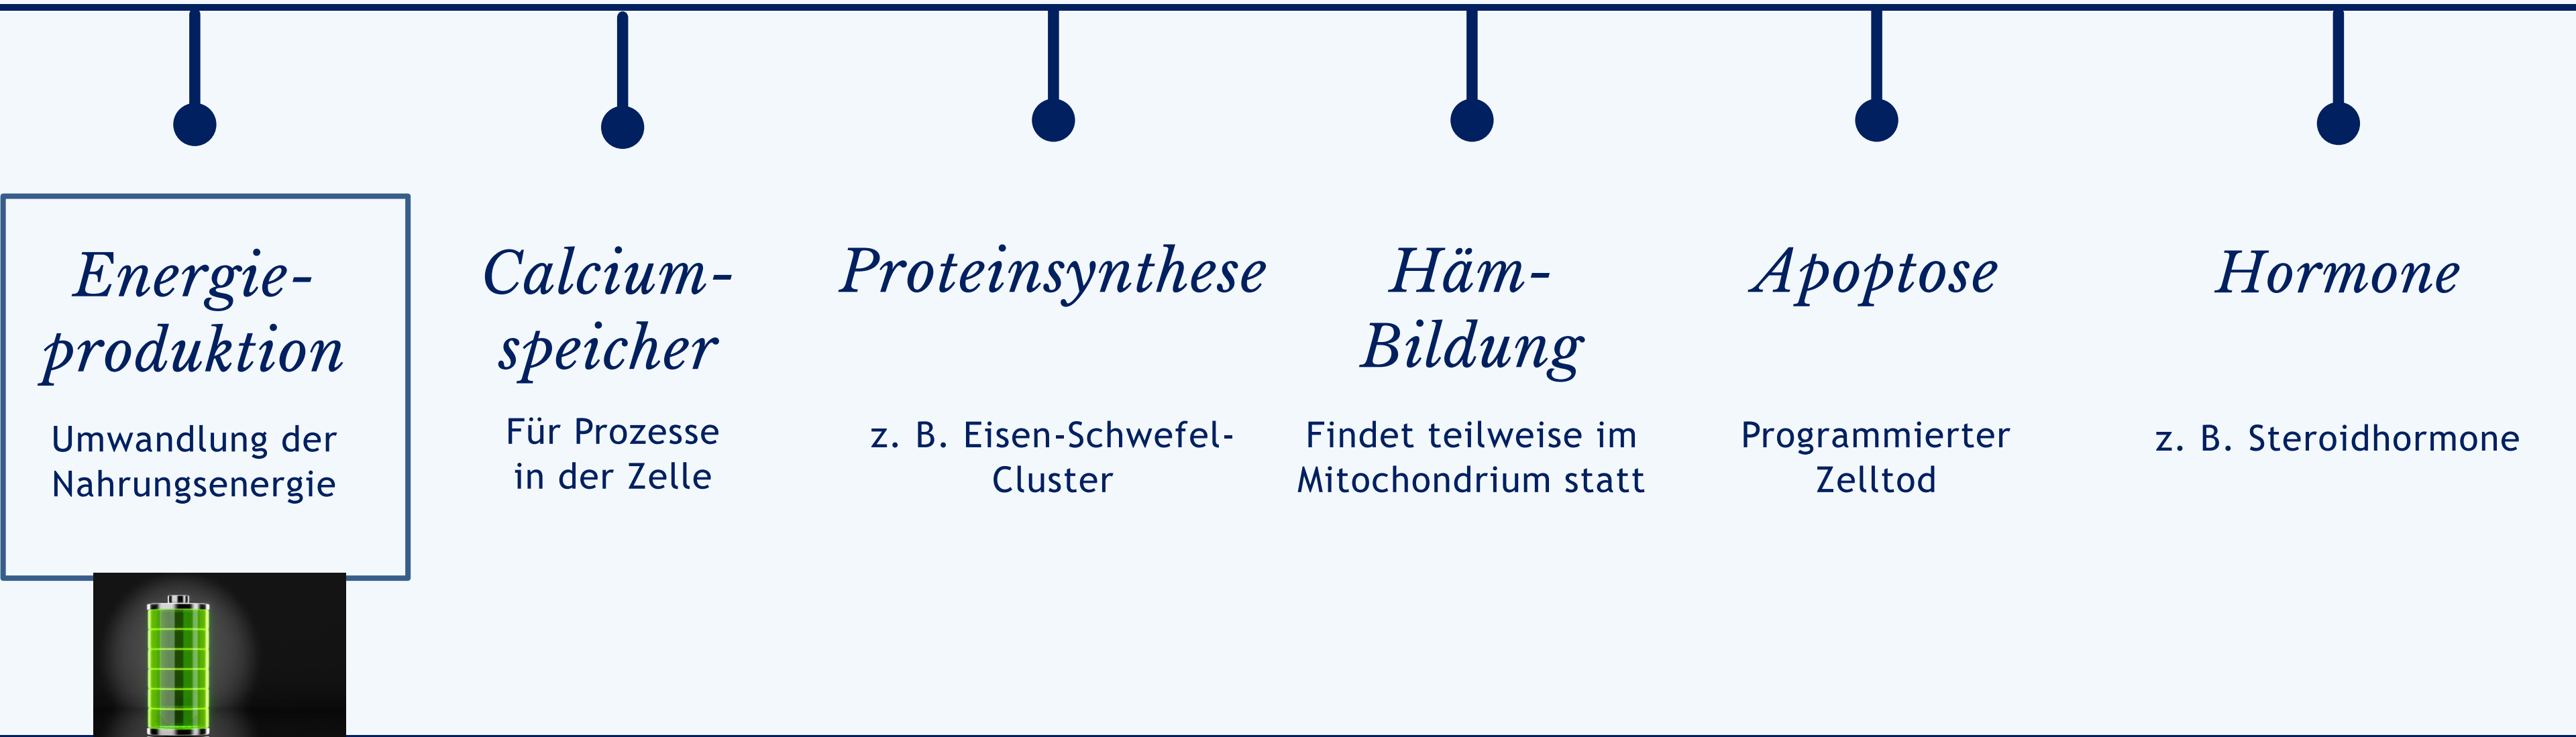 Energie-
produktion
Umwandlung der
Nahrungsenergie
Calcium-
speicher
Für Prozesse
in der Zelle
Proteinsynthese
z. B. Eisen-Schwefel-
Cluster
Häm-
Bildung
Findet teilweise im
Mitochondrium statt
Apoptose
Programmierter
Zelltod
Hormone
z. B. Steroidhormone